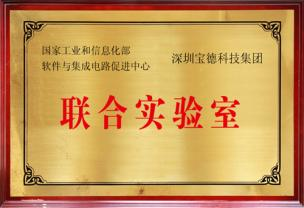 国家工业和信息化部
软件与集成电路促进中心
深圳宝德科技集团
联合实验室